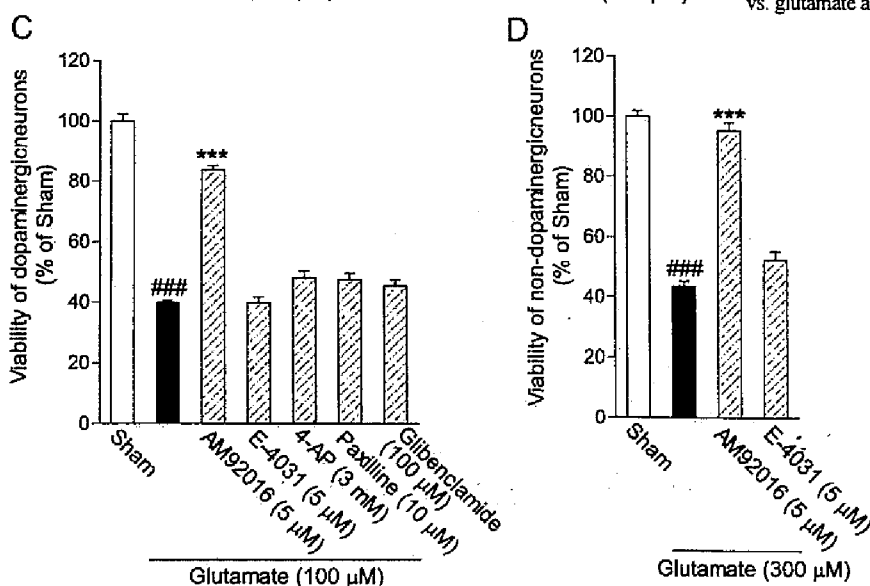 vs. glutamate a
C
Viability of dopaminergicneurons
(% of Sham)
120
100
80
60
40
20
0
***
###
Sham
AM92016 (5 µM)
E-4031 (5 µM)
4-AP (3 mM)
Paxilline (10 µM)
Glibenclamide
(100 µM)
Glutamate (100 µM)
D
Viability of non-dopaminergicneurons
(% of Sham)
120
100
80
60
40
20
0
***
###
Sham
AM92016 (5 µM)
E-4031 (5 µM)
Glutamate (300 µM)